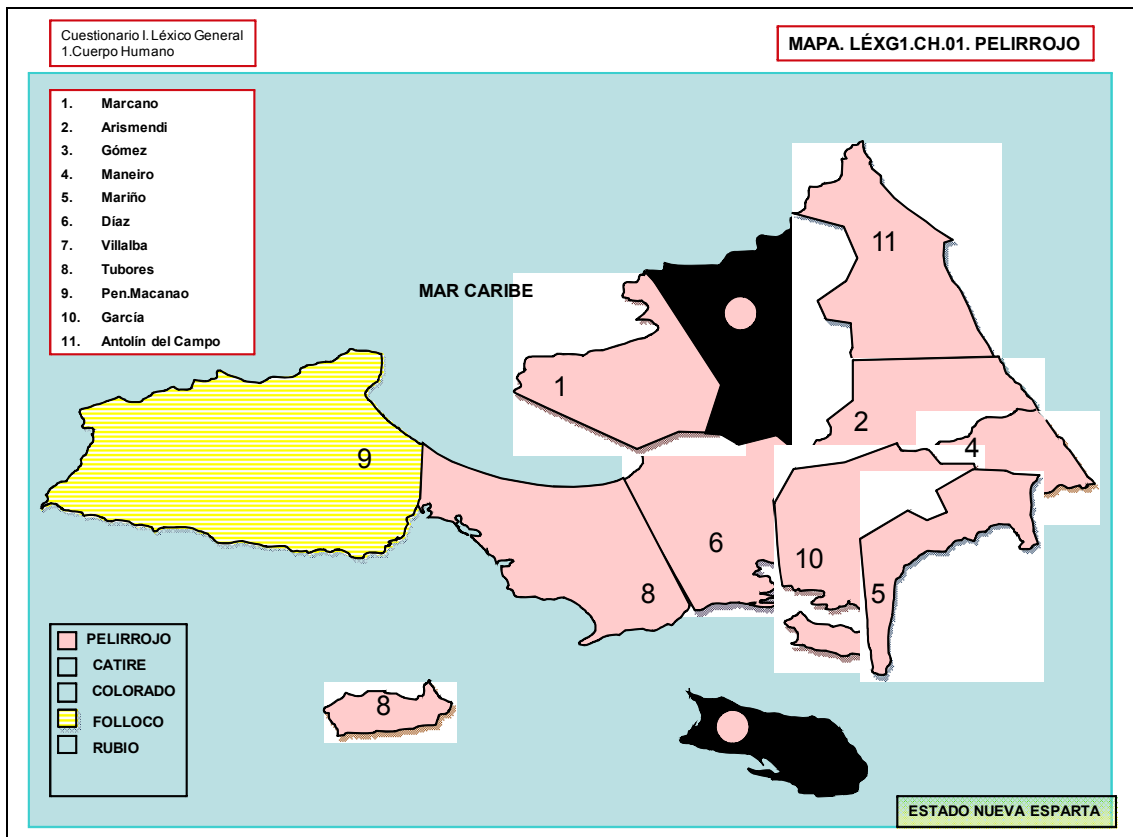 Cuestionario I. Léxico General
1.Cuerpo Humano
MAPA. LÉXG1.CH.01. PELIRROJO
1. Marcano
2. Arismendi
3. Gómez
4. Maneiro
5. Mariño
6. Díaz
7. Villalba
8. Tubores
9. Pen.Macanao
10. García
11. Antolín del Campo
MAR CARIBE
11
1
2
4
9
6
10
8
5
8
PELIRROJO
CATIRE
COLORADO
FOLLOCO
RUBIO
ESTADO NUEVA ESPARTA